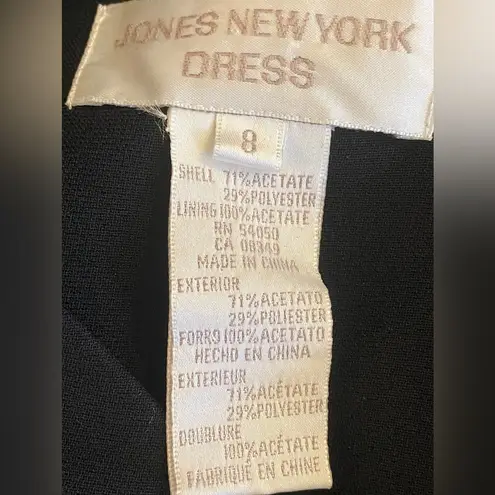 JONES NEW YORK
DRESS
8
SHELL 71%ACETATE
29%POLYESTER
LINING 100%ACETATE
RN 54050
CA 00349
MADE IN CHINA
EXTERIOR
71%ACETATO
29%POLIESTER
FORRO 100%ACETATO
HECHO EN CHINA
EXTERIEUR
71%ACÉTATE
29%POLYESTER
DOUBLURE
100%ACÉTATE
FABRIQUÉ EN CHINE